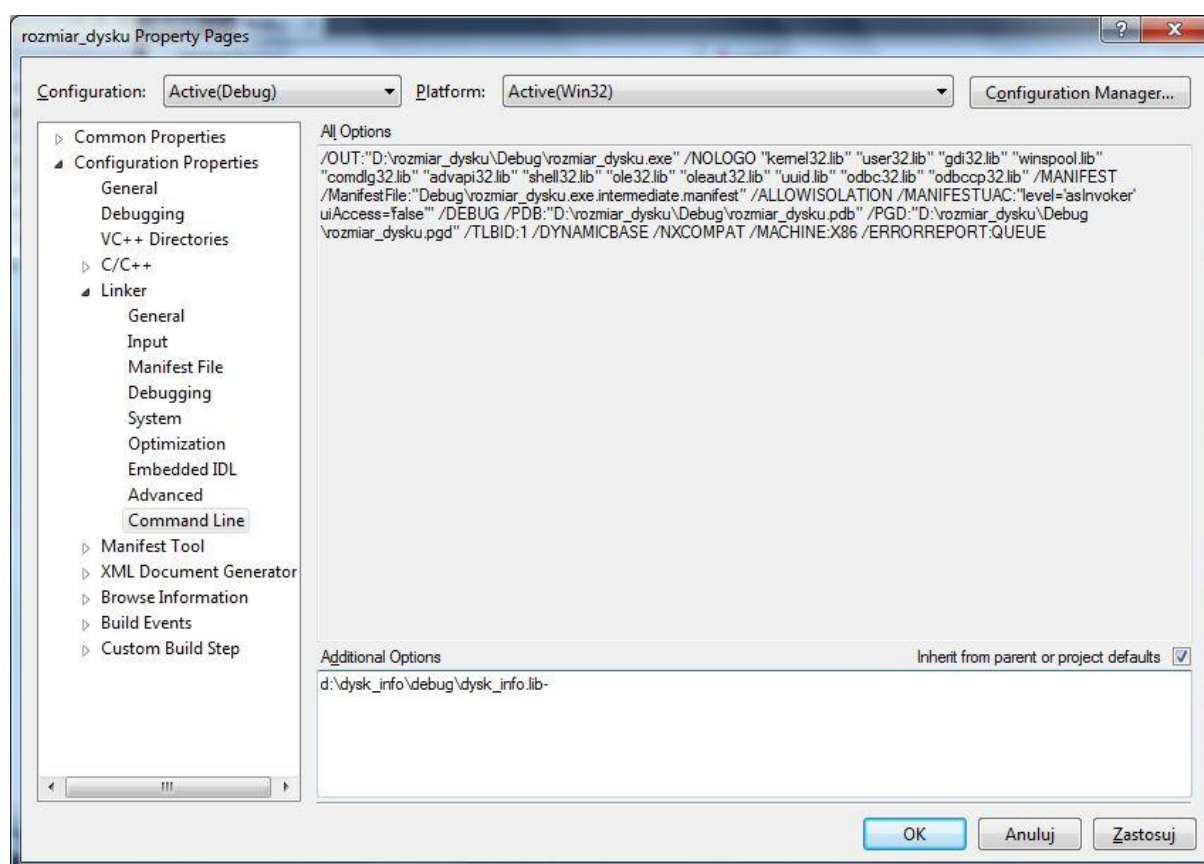 rozmiar_dysku Property Pages
Configuration: Active(Debug) Platform: Active(Win32) Configuration Manager...
Common Properties
Configuration Properties
General
Debugging
VC++ Directories
C/C++
Linker
General
Input
Manifest File
Debugging
System
Optimization
Embedded IDL
Advanced
Command Line
Manifest Tool
XML Document Generator
Browse Information
Build Events
Custom Build Step
All Options
/OUT:"D:\rozmiar_dysku\Debug\rozmiar_dysku.exe" /NOLOGO "kernel32.lib" "user32.lib" "gdi32.lib" "winspool.lib"
"comdlg32.lib" "advapi32.lib" "shell32.lib" "ole32.lib" "oleaut32.lib" "uuid.lib" "odbc32.lib" "odbccp32.lib" /MANIFEST
/ManifestFile:"Debug\rozmiar_dysku.exe.intermediate.manifest" /ALLOWISOLATION /MANIFESTUAC:"level='asInvoker'
uiAccess='false'" /DEBUG /PDB:"D:\rozmiar_dysku\Debug\rozmiar_dysku.pdb" /PGD:"D:\rozmiar_dysku\Debug
\rozmiar_dysku.pgd" /TLBID:1 /DYNAMICBASE /NXCOMPAT /MACHINE:X86 /ERRORREPORT:QUEUE
Additional Options Inherit from parent or project defaults
d:\dysk_info\debug\dysk_info.lib-
OK Anuluj Zastosuj